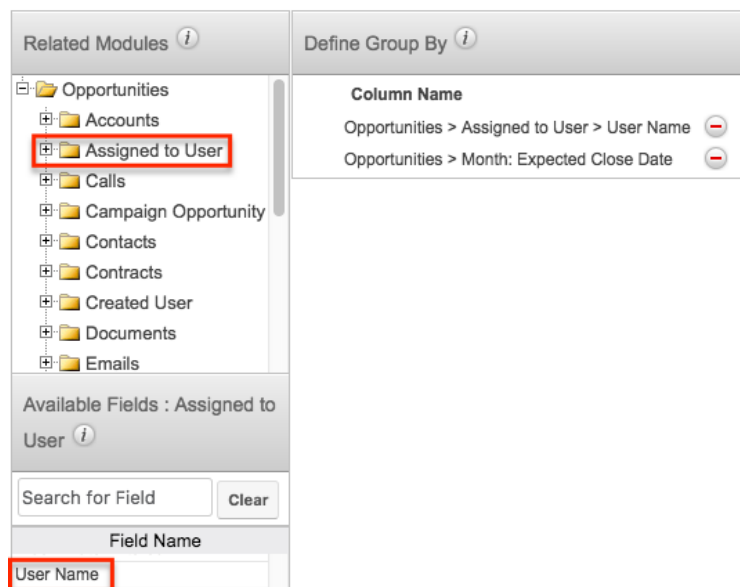 Related Modules i
Opportunities
Accounts
Assigned to User
Calls
Campaign Opportunity
Contacts
Contracts
Created User
Documents
Emails
Available Fields : Assigned to
User i
Search for Field Clear
Field Name
User Name
Define Group By i
Column Name
Opportunities > Assigned to User > User Name
Opportunities > Month: Expected Close Date